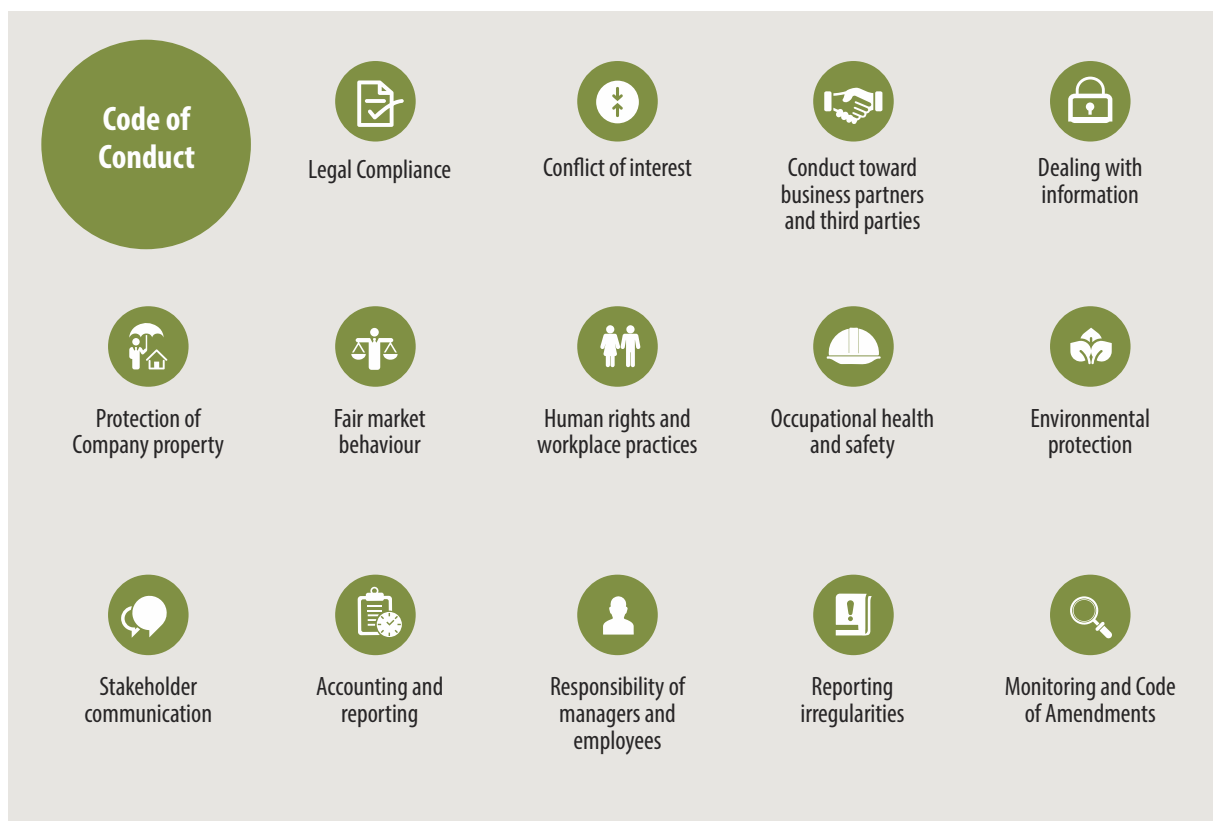 Code of
Conduct
Legal Compliance
Conflict of interest
Conduct toward
business partners
and third parties
Dealing with
information
Protection of
Company property
Fair market
behaviour
Human rights and
workplace practices
Occupational health
and safety
Environmental
protection
Stakeholder
communication
Accounting and
reporting
Responsibility of
managers and
employees
Reporting
irregularities
Monitoring and Code
of Amendments